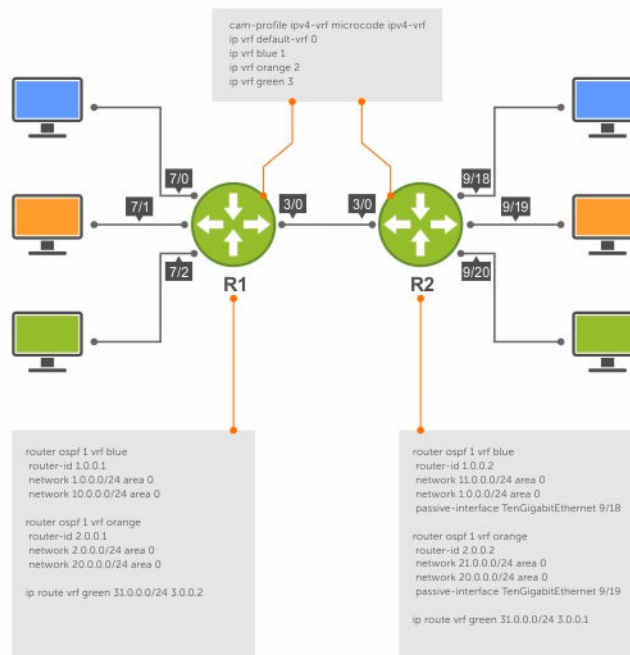 cam-profile ipv4-vrf microcode ipv4-vrf
ip vrf default-vrf 0
ip vrf blue 1
ip vrf orange 2
ip vrf green 3
7/0
9/18
7/1
3/0
3/0
9/19
7/2
9/20
R1
R2
router ospf 1 vrf blue
router-id 1.0.0.1
network 1.0.0.0/24 area 0
network 10.0.0.0/24 area 0
router ospf 1 vrf orange
router-id 2.0.0.1
network 2.0.0.0/24 area 0
network 20.0.0.0/24 area 0
ip route vrf green 31.0.0.0/24 3.0.0.2
router ospf 1 vrf blue
router-id 1.0.0.2
network 11.0.0.0/24 area 0
network 1.0.0.0/24 area 0
passive-interface TenGigabitEthernet 9/18
router ospf 1 vrf orange
router-id 2.0.0.2
network 21.0.0.0/24 area 0
network 20.0.0.0/24 area 0
passive-interface TenGigabitEthernet 9/19
ip route vrf green 31.0.0.0/24 3.0.0.1